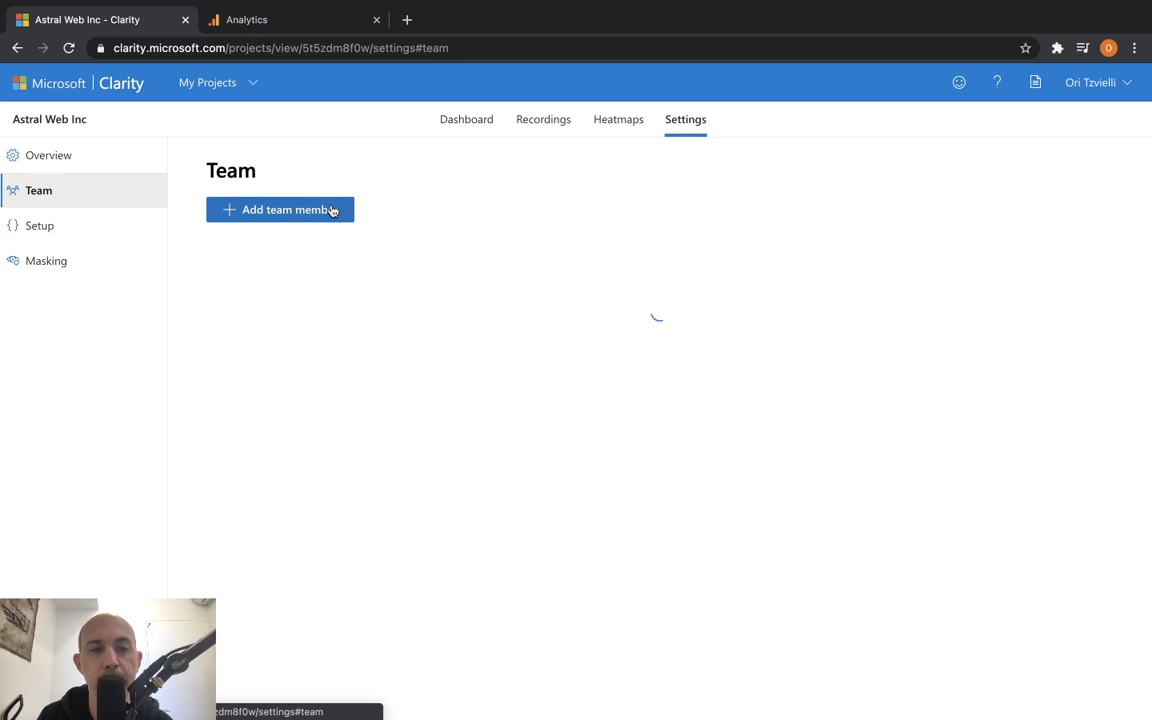 Astral Web Inc - Clarity
Analytics
clarity.microsoft.com/projects/view/5t5zdm8f0w/settings#team
O
Microsoft | Clarity
My Projects
?
Ori Tzvielli
Astral Web Inc
Dashboard
Recordings
Heatmaps
Settings
Overview
Team
Setup
Masking
Team
+ Add team memb
zdm8f0w/settings#team